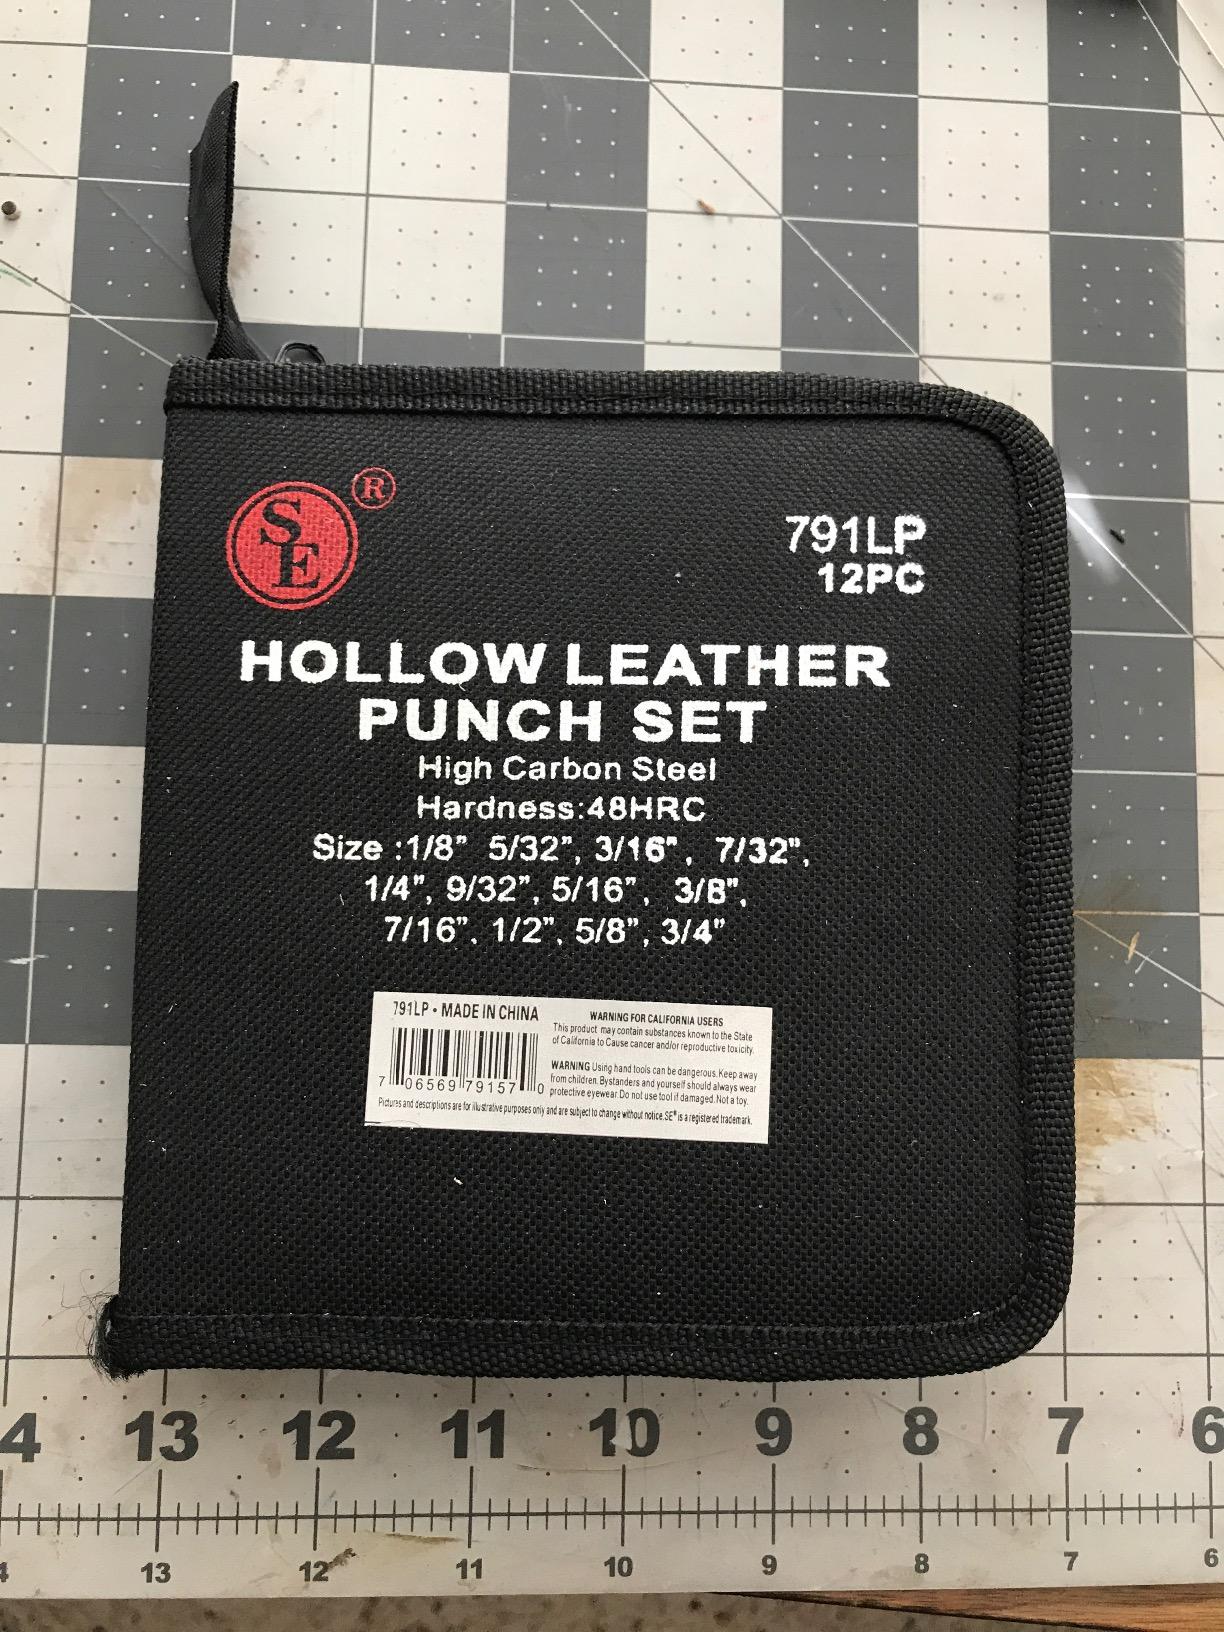 SE®
791LP
12PC
HOLLOW LEATHER
PUNCH SET
High Carbon Steel
Hardness:48HRC
Size :1/8” 5/32”, 3/16”, 7/32”,
1/4”, 9/32”, 5/16”, 3/8”,
7/16”, 1/2”, 5/8”, 3/4”
791LP • MADE IN CHINA
7 06569 79157 0
WARNING FOR CALIFORNIA USERS
This product may contain substances known to the State
of California to Cause cancer and/or reproductive toxicity.
WARNING Using hand tools can be dangerous. Keep away
from children. Bystanders and yourself should always wear
protective eyewear. Do not use tool if damaged. Not a toy.
Pictures and descriptions are for illustrative purposes only and are subject to change without notice. SE® is a registered trademark.
4 13 12 11 10 9 8 7 6
4 13 12 11 10 9 8 7 6